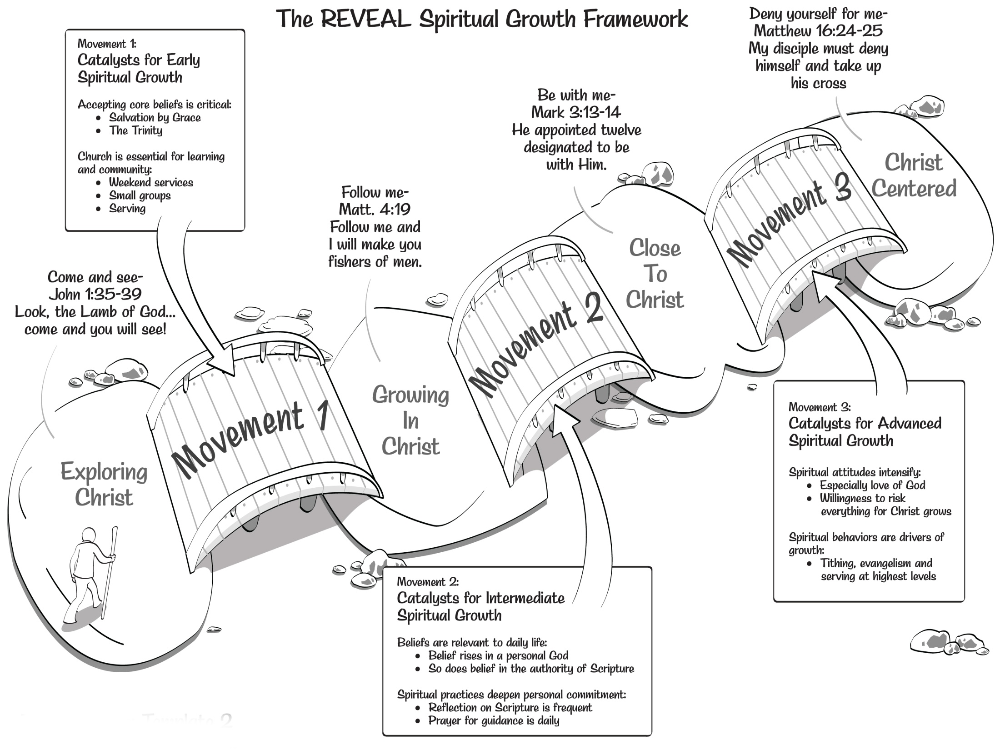 The REVEAL Spiritual Growth Framework
Movement 1:
Catalysts for Early
Spiritual Growth
Accepting core beliefs is critical:
• Salvation by Grace
• The Trinity
Church is essential for learning
and community:
• Weekend services
• Small groups
• Serving
Come and see-
John 1:35-39
Look, the Lamb of God...
come and you will see!
Exploring
Christ
Movement 1
Follow me-
Matt. 4:19
Follow me and
I will make you
fishers of men.
Growing
In
Christ
Movement 2
Be with me-
Mark 3:13-14
He appointed twelve
designated to be
with Him.
Close
To
Christ
Movement 3
Deny yourself for me-
Matthew 16:24-25
My disciple must deny
himself and take up
his cross
Christ
Centered
Movement 2:
Catalysts for Intermediate
Spiritual Growth
Beliefs are relevant to daily life:
• Belief rises in a personal God
• So does belief in the authority of Scripture
Spiritual practices deepen personal commitment:
• Reflection on Scripture is frequent
• Prayer for guidance is daily
Movement 3:
Catalysts for Advanced
Spiritual Growth
Spiritual attitudes intensify:
• Especially love of God
• Willingness to risk
everything for Christ grows
Spiritual behaviors are drivers of
growth:
• Tithing, evangelism and
serving at highest levels
Template 2